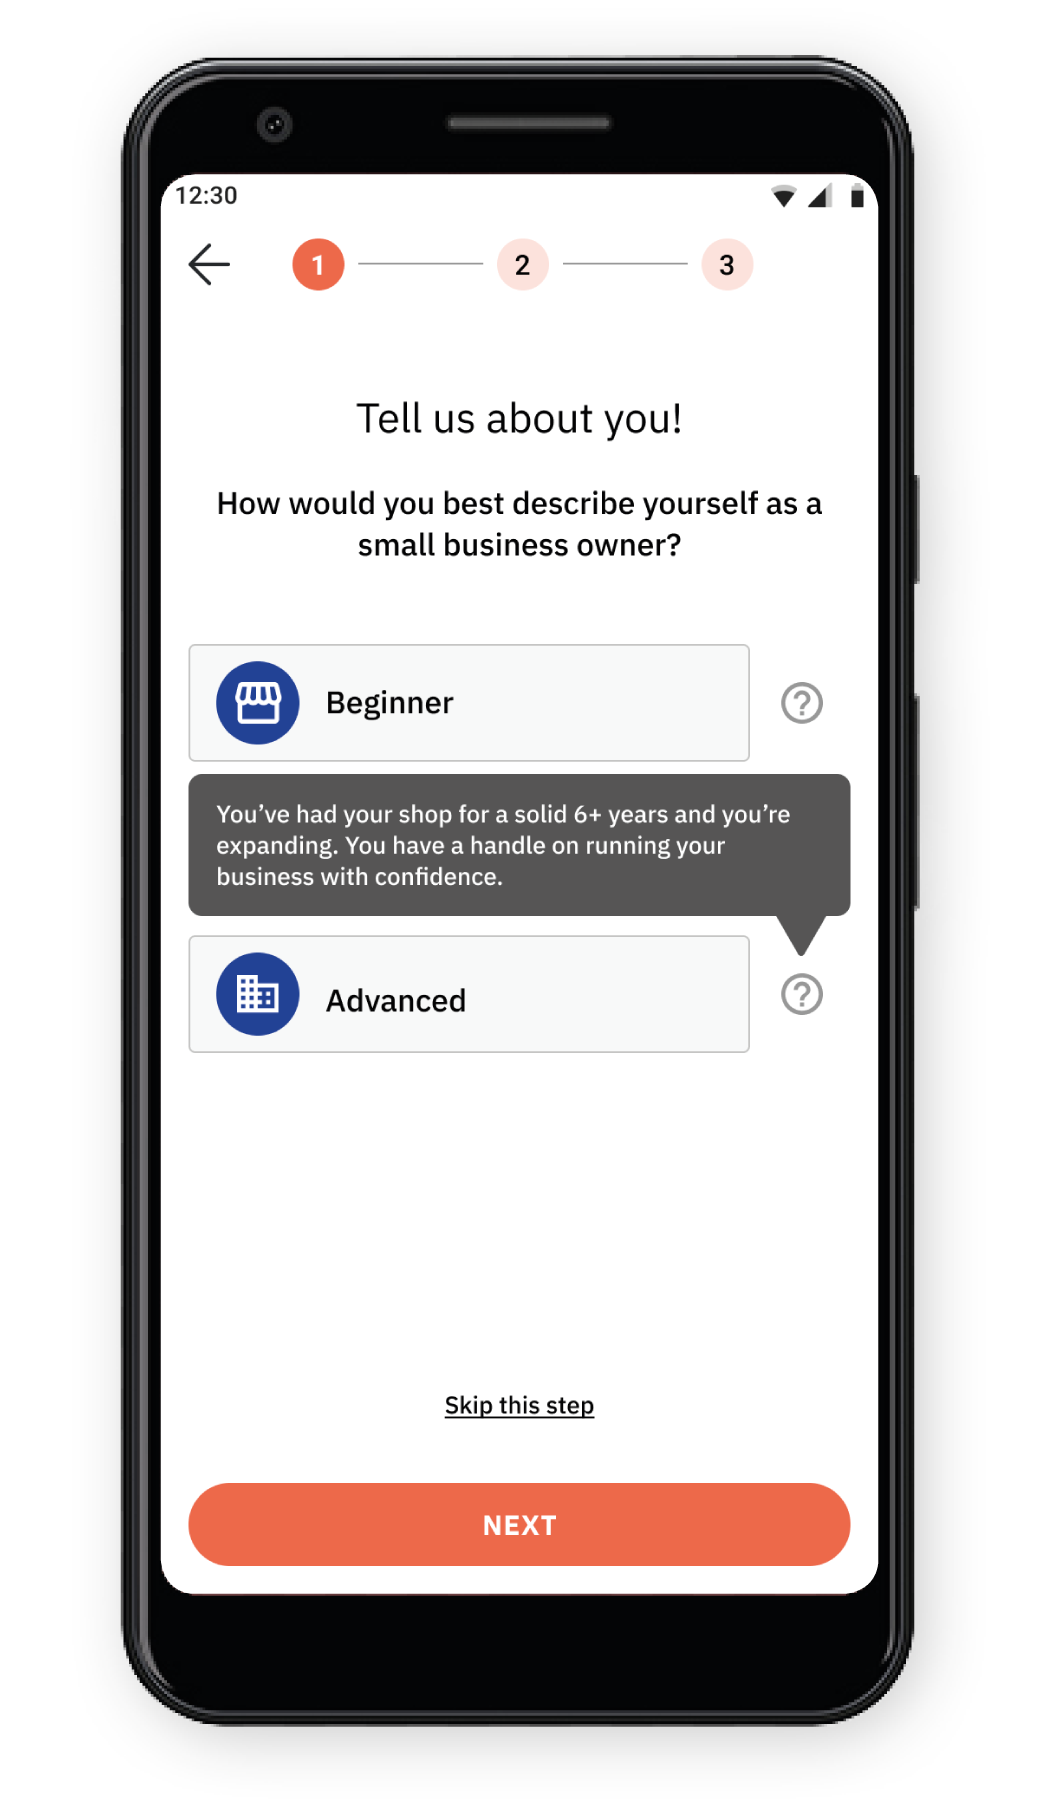 12:30
1 2 3
Tell us about you!
How would you best describe yourself as a
small business owner?
Beginner
?
You’ve had your shop for a solid 6+ years and you’re
expanding. You have a handle on running your
business with confidence.
Advanced
?
Skip this step
NEXT